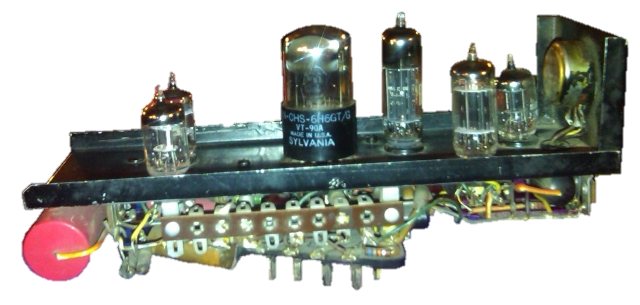 -CHS-6H6GT/G
VT-90A
MADE IN U.S.A.
SYLVANIA